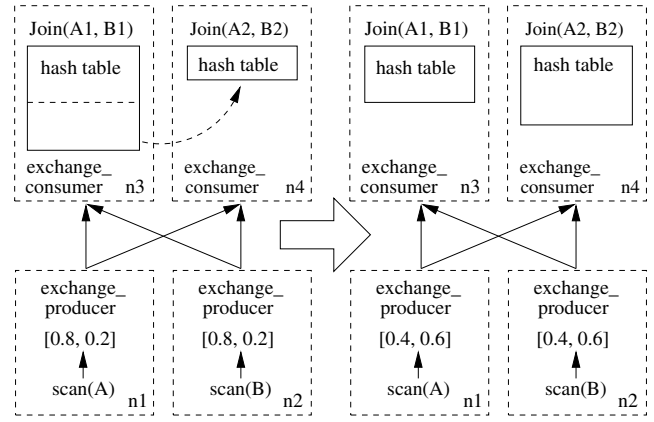 Join(A1, B1)
hash table
exchange_
consumer
n3
Join(A2, B2)
hash table
exchange_
consumer
n4
Join(A1, B1)
hash table
exchange_
consumer
n3
Join(A2, B2)
hash table
exchange_
consumer
n4
exchange_
producer
[0.8, 0.2]
scan(A)
n1
exchange_
producer
[0.8, 0.2]
scan(B)
n2
exchange_
producer
[0.4, 0.6]
scan(A)
n1
exchange_
producer
[0.4, 0.6]
scan(B)
n2